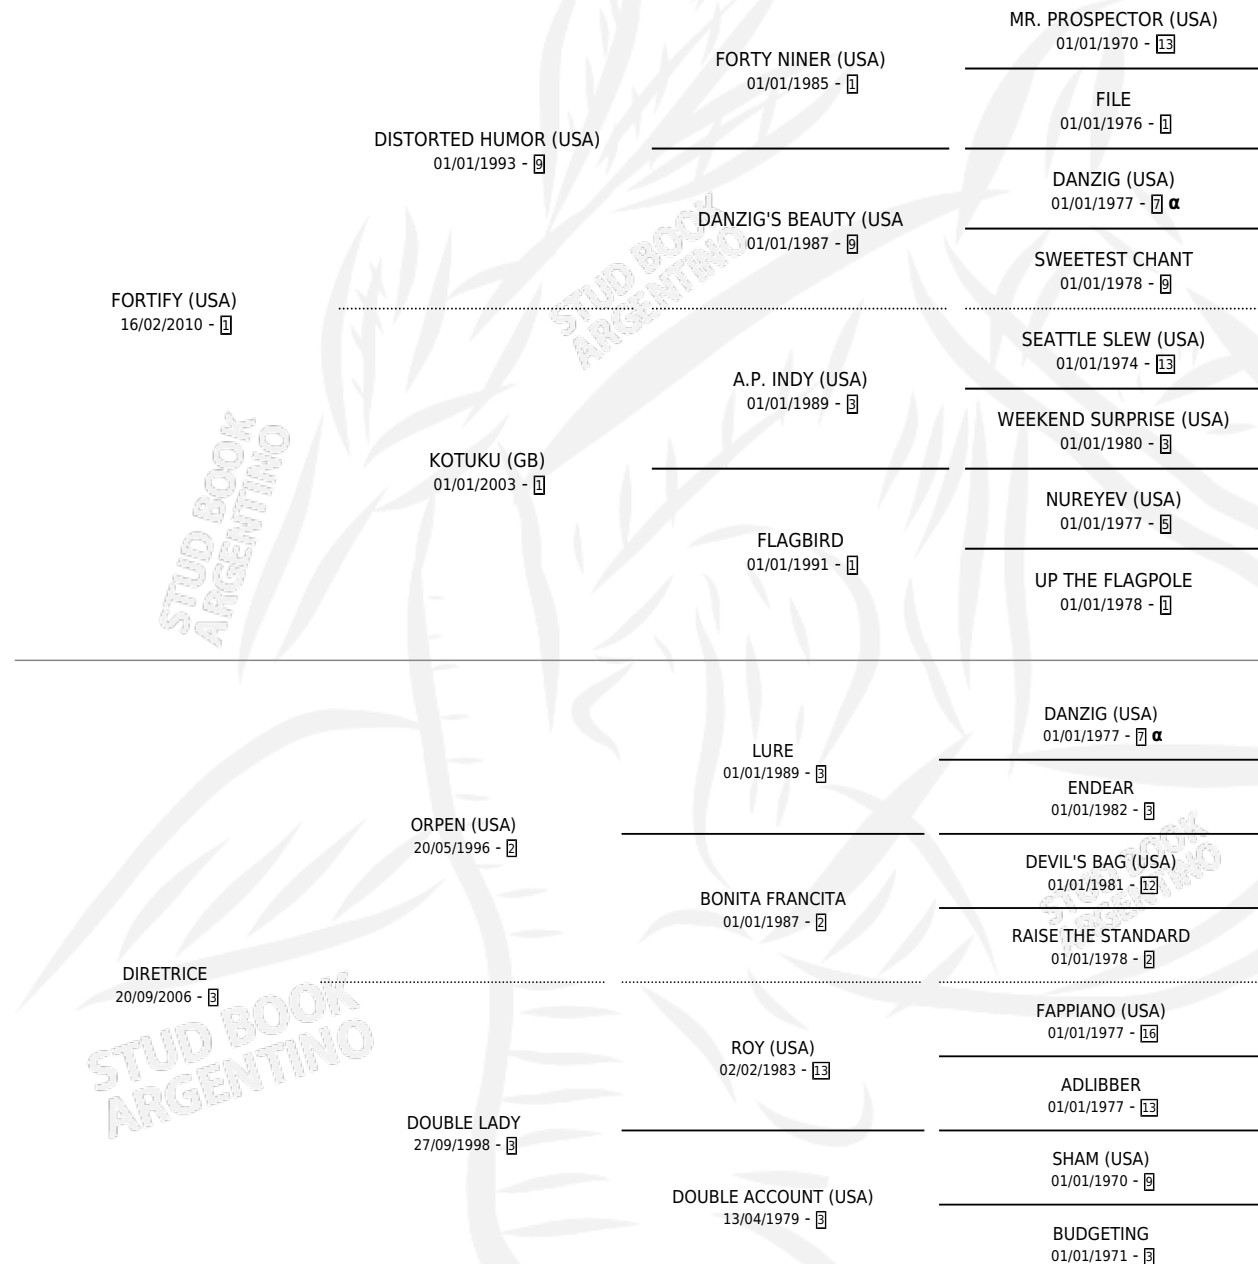 MR. PROSPECTOR (USA)
01/01/1970 - 13
FORTY NINER (USA)
01/01/1985 - 1
FILE
01/01/1976 - 1
DISTORTED HUMOR (USA)
01/01/1993 - 9
DANZIG (USA)
01/01/1977 - 7 α
DANZIG'S BEAUTY (USA
01/01/1987 - 9
SWEETEST CHANT
01/01/1978 - 9
FORTIFY (USA)
16/02/2010 - 1
SEATTLE SLEW (USA)
01/01/1974 - 13
A.P. INDY (USA)
01/01/1989 - 3
WEEKEND SURPRISE (USA)
01/01/1980 - 3
KOTUKU (GB)
01/01/2003 - 1
NUREYEV (USA)
01/01/1977 - 5
FLAGBIRD
01/01/1991 - 1
UP THE FLAGPOLE
01/01/1978 - 1
DANZIG (USA)
01/01/1977 - 7 α
LURE
01/01/1989 - 3
ENDEAR
01/01/1982 - 3
ORPEN (USA)
20/05/1996 - 2
DEVIL'S BAG (USA)
01/01/1981 - 12
BONITA FRANCITA
01/01/1987 - 2
RAISE THE STANDARD
01/01/1978 - 2
DIRETRICE
20/09/2006 - 3
FAPPIANO (USA)
01/01/1977 - 16
ROY (USA)
02/02/1983 - 13
ADLIBBER
01/01/1977 - 13
DOUBLE LADY
27/09/1998 - 3
SHAM (USA)
01/01/1970 - 9
DOUBLE ACCOUNT (USA)
13/04/1979 - 3
BUDGETING
01/01/1971 - 3
STUD BOOK
ARGENTINO
STUD BOOK
ARGENTINO
STUD BOOK
ARGENTINO
STUD BOOK
ARGENTINO